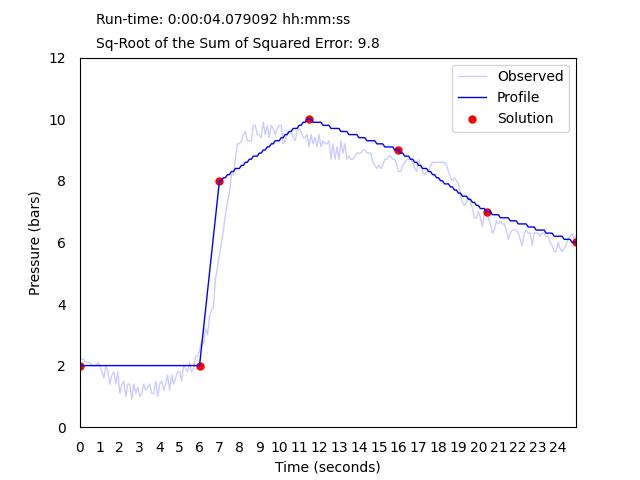 Run-time: 0:00:04.079092 hh:mm:ss
Sq-Root of the Sum of Squared Error: 9.8
12
10
8
6
4
2
0
Pressure (bars)
Observed
Profile
Solution
0 1 2 3 4 5 6 7 8 9 10 11 12 13 14 15 16 17 18 19 20 21 22 23 24
Time (seconds)